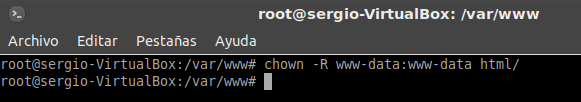 root@sergio-VirtualBox: /var/www
Archivo Editar Pestañas Ayuda
root@sergio-VirtualBox:/var/www# chown -R www-data:www-data html/
root@sergio-VirtualBox:/var/www#